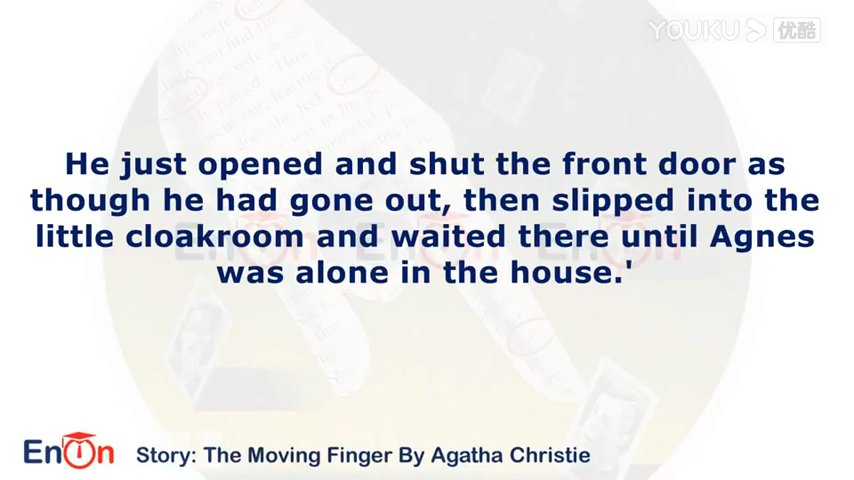 YOUKU 优酷
He just opened and shut the front door as
though he had gone out, then slipped into the
little cloakroom and waited there until Agnes
was alone in the house.'
EnOn Story: The Moving Finger By Agatha Christie